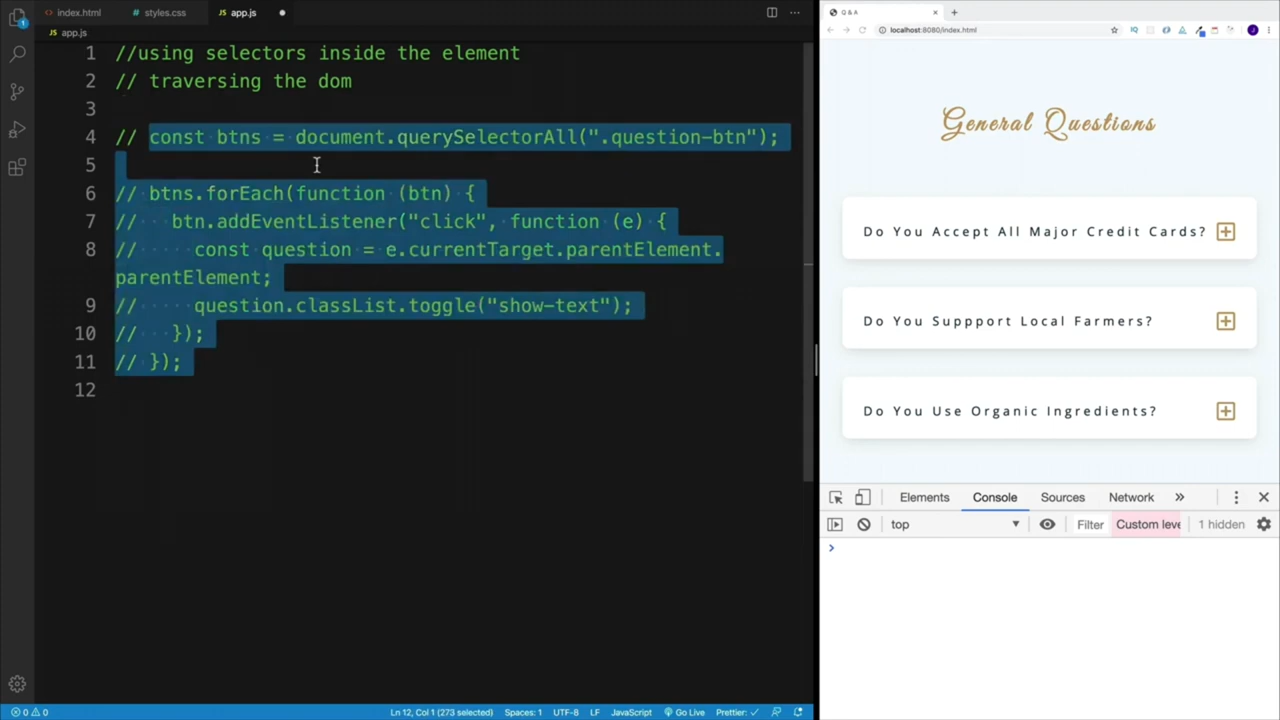 index.html
styles.css
app.js
app.js
1 //using selectors inside the element
2 // traversing the dom
3
4 // const btns = document.querySelectorAll(".question-btn");
5
6 // btns.forEach(function (btn) {
7 //   btn.addEventListener("click", function (e) {
8 //     const question = e.currentTarget.parentElement.
parentElement;
9 //     question.classList.toggle("show-text");
10 //   });
11 // });
12
1
0 0 Ln 12, Col 1 (273 selected) Spaces: 1 UTF-8 LF JavaScript Go Live Prettier: ✓
Q & A
localhost:8080/index.html
J
General Questions
Do You Accept All Major Credit Cards?
Do You Suppport Local Farmers?
Do You Use Organic Ingredients?
Elements Console Sources Network »
top Filter Custom leve 1 hidden